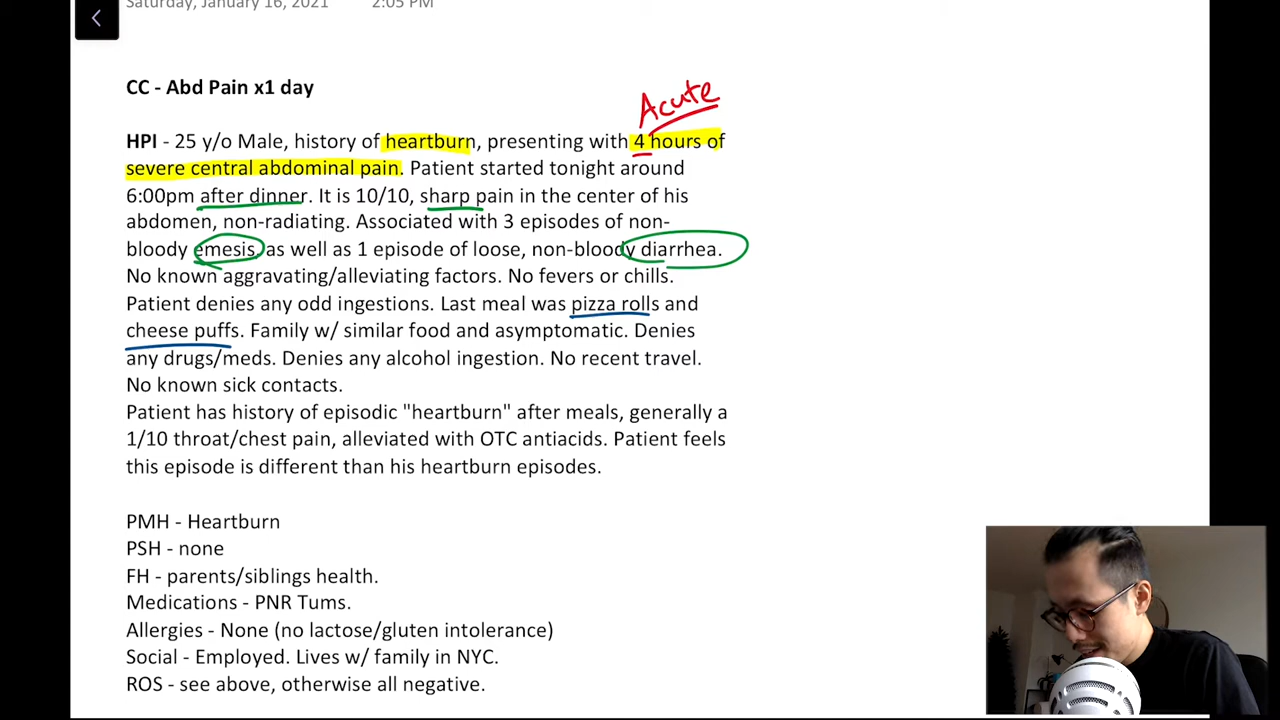 Saturday, January 16, 2021 2:05 PM
CC - Abd Pain x1 day
Acute
HPI - 25 y/o Male, history of heartburn, presenting with 4 hours of
severe central abdominal pain. Patient started tonight around
6:00pm after dinner. It is 10/10, sharp pain in the center of his
abdomen, non-radiating. Associated with 3 episodes of non-
bloody emesis, as well as 1 episode of loose, non-bloody diarrhea.
No known aggravating/alleviating factors. No fevers or chills.
Patient denies any odd ingestions. Last meal was pizza rolls and
cheese puffs. Family w/ similar food and asymptomatic. Denies
any drugs/meds. Denies any alcohol ingestion. No recent travel.
No known sick contacts.
Patient has history of episodic "heartburn" after meals, generally a
1/10 throat/chest pain, alleviated with OTC antiacids. Patient feels
this episode is different than his heartburn episodes.
PMH - Heartburn
PSH - none
FH - parents/siblings health.
Medications - PNR Tums.
Allergies - None (no lactose/gluten intolerance)
Social - Employed. Lives w/ family in NYC.
ROS - see above, otherwise all negative.